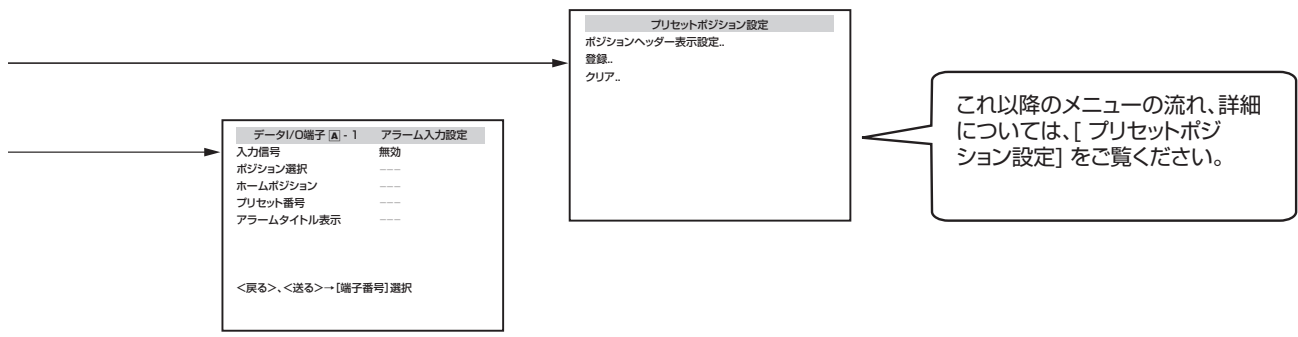 プリセットポジション設定
ポジションヘッダー表示設定..
登録..
クリア..
これ以降のメニューの流れ、詳細
については、[ プリセットポジ
ション設定] をご覧ください。
データI/O端子 A - 1 アラーム入力設定
入力信号 無効
ポジション選択 −−−
ホームポジション −−−
プリセット番号 −−−
アラームタイトル表示 −−−
<戻る>、<送る>→[端子番号]選択